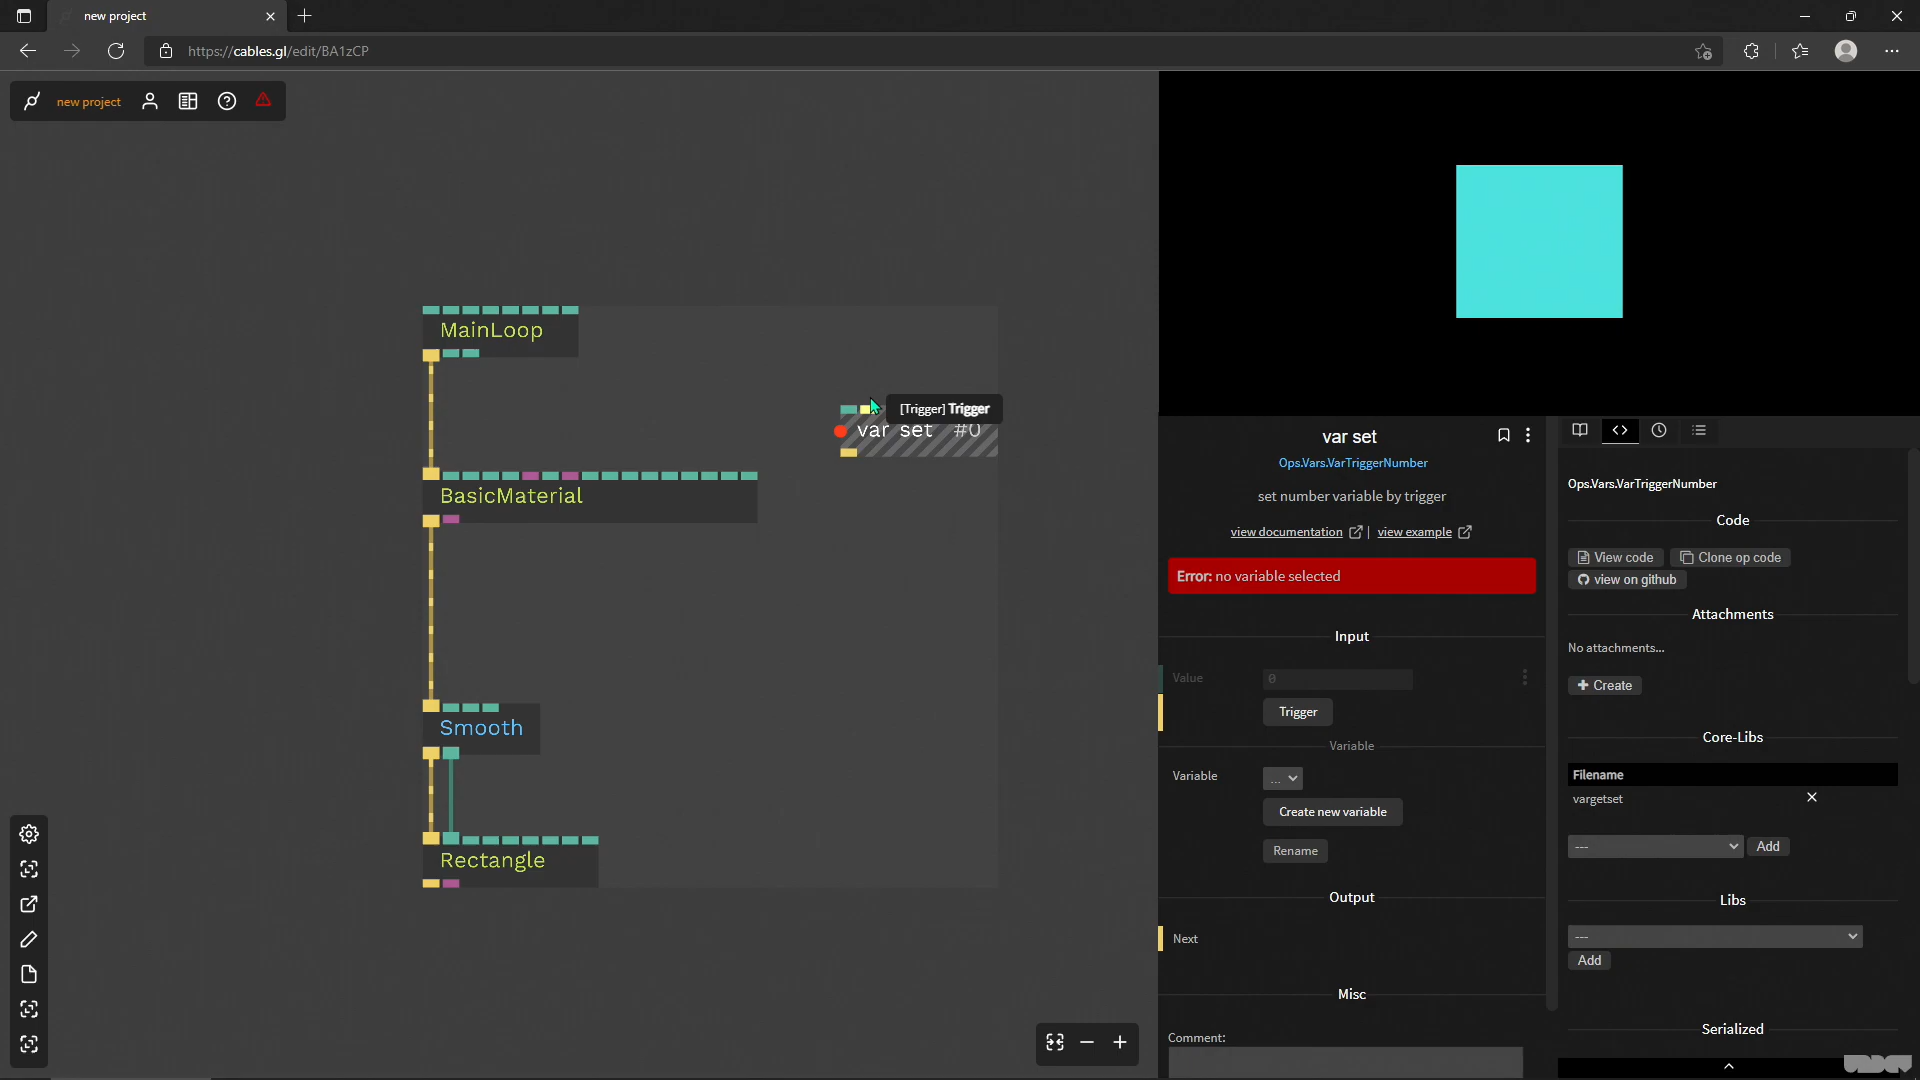 new project
https://cables.gl/edit/BA1zCP
new project
MainLoop
[Trigger] Trigger
var set #0
BasicMaterial
Smooth
Rectangle
var set
Ops.Vars.VarTriggerNumber
set number variable by trigger
view documentation | view example
Error: no variable selected
Input
Value 0
Trigger
Variable
Variable ...
Create new variable
Rename
Output
Next
Misc
Comment:
Ops.Vars.VarTriggerNumber
Code
View code Clone op code
view on github
Attachments
No attachments...
+ Create
Core-Libs
Filename
vargetset
--- Add
Libs
---
Add
Serialized